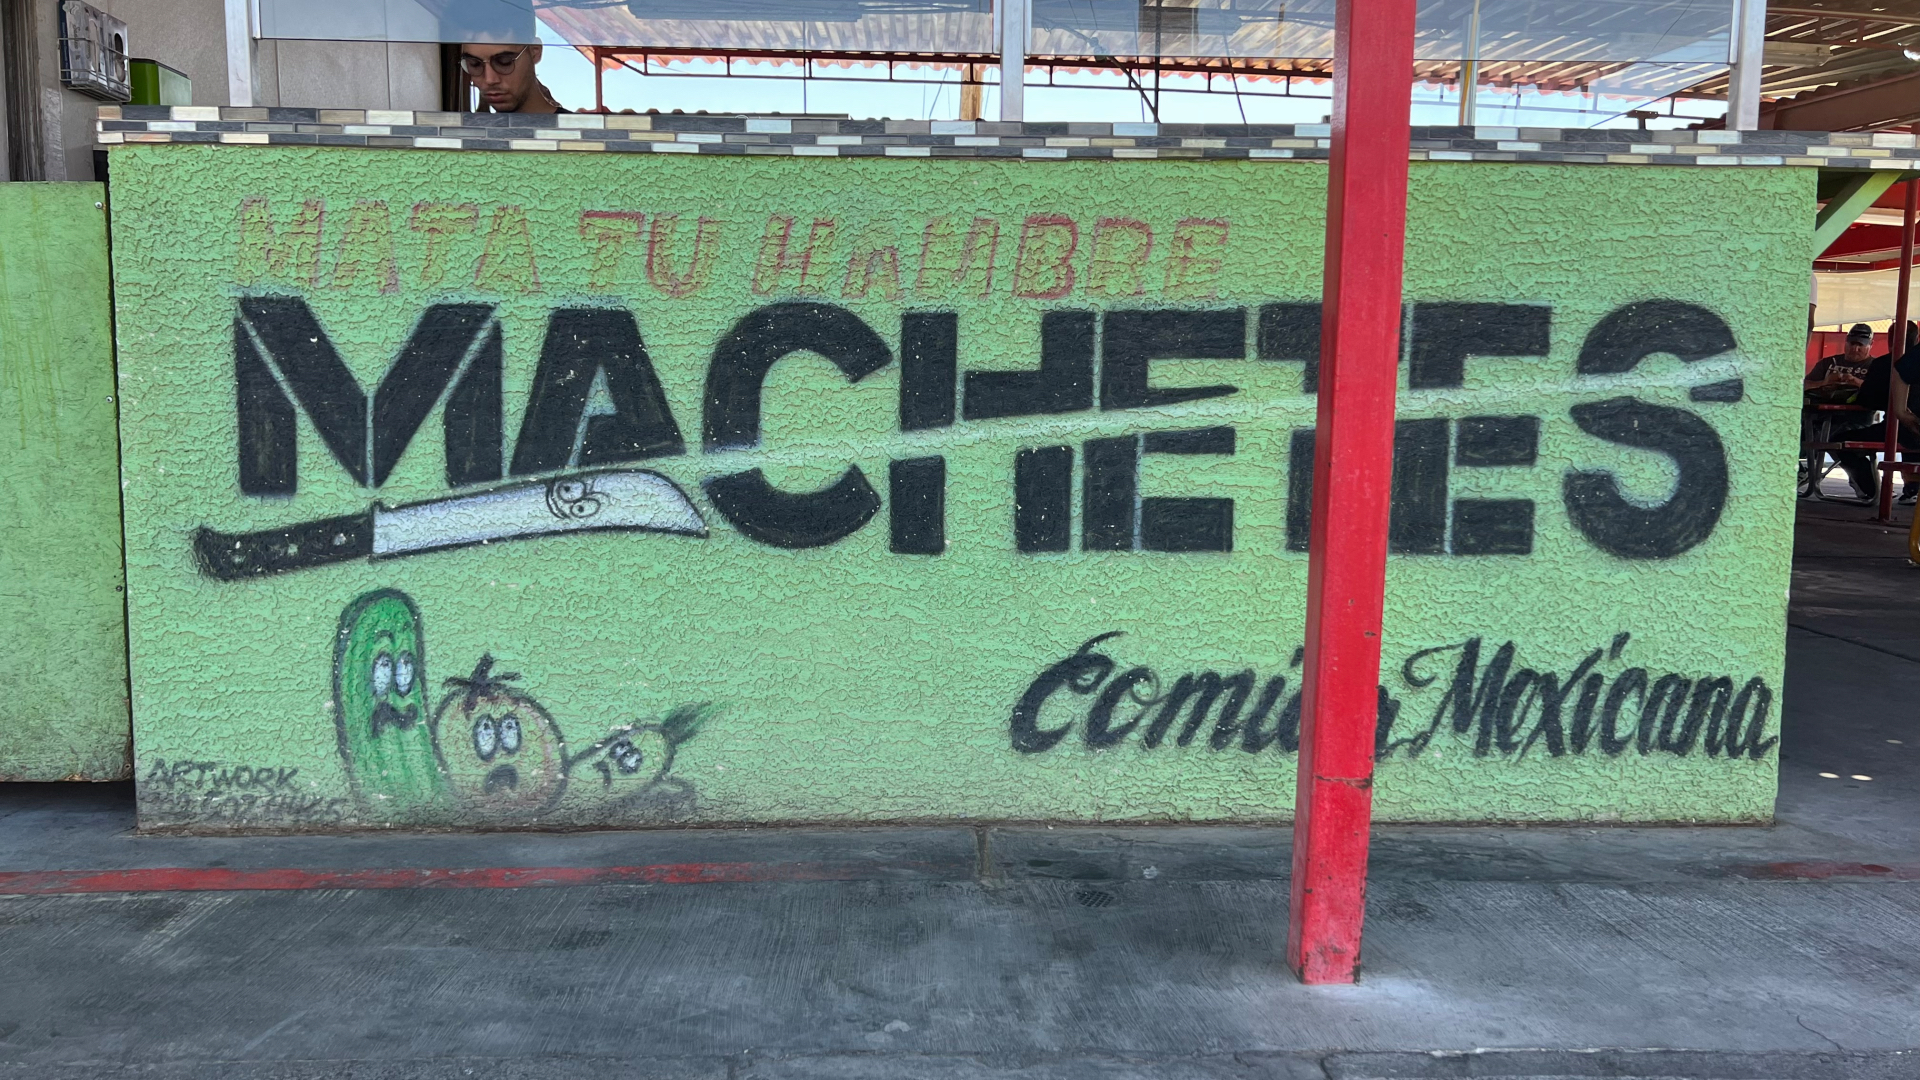 MATA TU HAMBRE
MACHETES
Comida Mexicana
ARTWORK